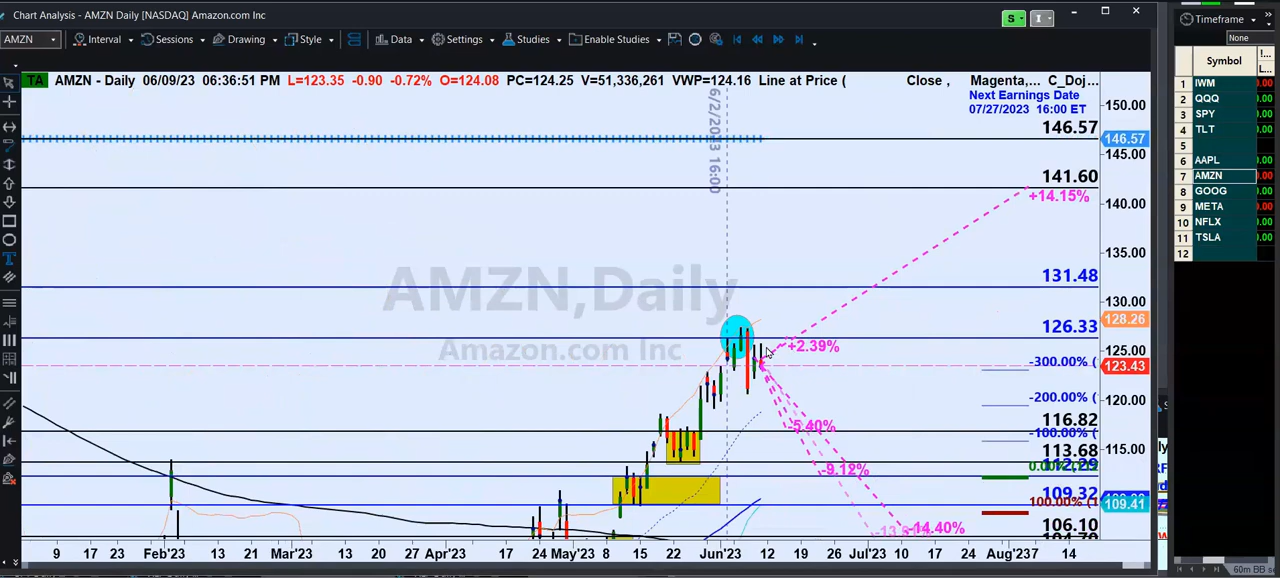 Chart Analysis - AMZN Daily [NASDAQ] Amazon.com Inc
S
I
Timeframe
AMZN
Interval
Sessions
Drawing
Style
Data
Settings
Studies
Enable Studies
None
TA
AMZN - Daily 06/09/23 06:36:51 PM L=123.35 -0.90 -0.72% O=124.08 PC=124.25 V=51,336,261 VWP=124.16 Line at Price ( Close , Magenta,... C_Doj...
Next Earnings Date
07/27/2023 16:00 ET
6/2/2023 16:00
150.00
146.57
146.57
145.00
141.60
+14.15%
140.00
135.00
131.48
130.00
128.26
126.33
125.00
+2.39%
-300.00% (
123.43
120.00
-200.00% (
116.82
-5.40%
-100.00% (
115.00
113.68
-9.12%
0.00%
109.32
100.00% (
109.41
-14.40%
106.10
AMZN,Daily
Amazon.com Inc
9 17 23 Feb'23 13 21 Mar'23 13 20 27 Apr'23 10 17 24 May'23 8 15 22 Jun'23 12 19 26 Jul'23 10 17 24 Aug'237 14
Symbol
1 IWM
2 QQQ
3 SPY
4 TLT
5
6 AAPL
7 AMZN
8 GOOG
9 META
10 NFLX
11 TSLA
12
60m BB s